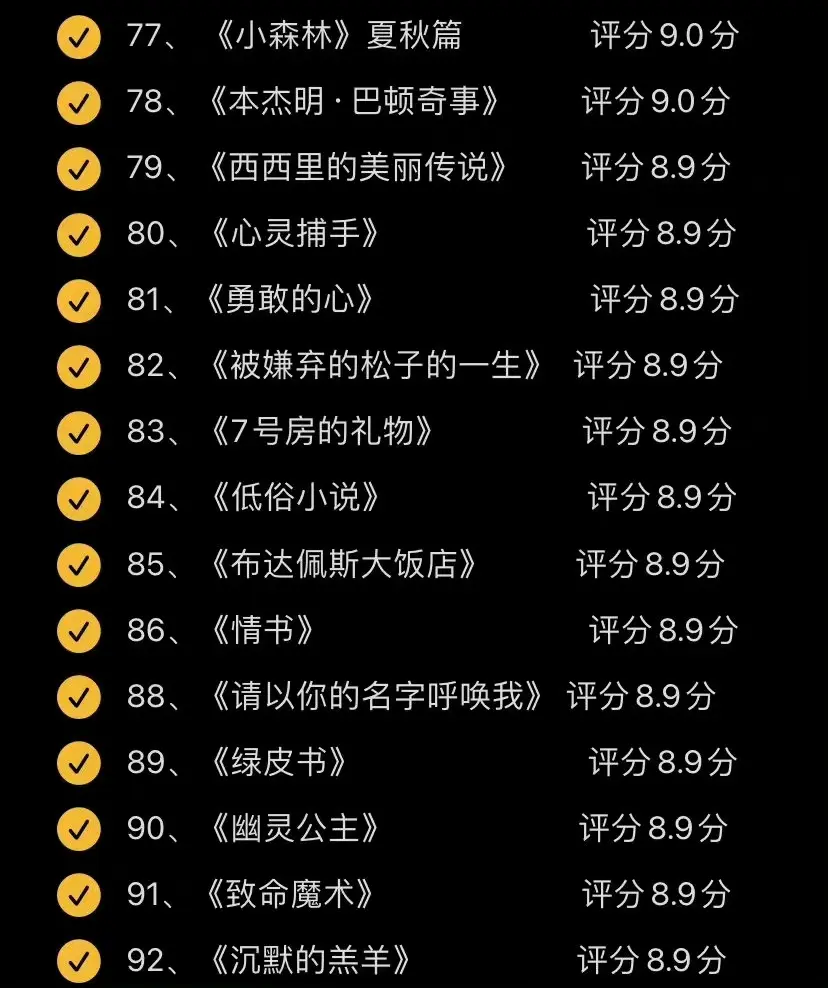 77、《小森林》夏秋篇 评分9.0分
78、《本杰明·巴顿奇事》 评分9.0分
79、《西西里的美丽传说》 评分8.9分
80、《心灵捕手》 评分8.9分
81、《勇敢的心》 评分8.9分
82、《被嫌弃的松子的一生》 评分8.9分
83、《7号房的礼物》 评分8.9分
84、《低俗小说》 评分8.9分
85、《布达佩斯大饭店》 评分8.9分
86、《情书》 评分8.9分
88、《请以你的名字呼唤我》 评分8.9分
89、《绿皮书》 评分8.9分
90、《幽灵公主》 评分8.9分
91、《致命魔术》 评分8.9分
92、《沉默的羔羊》 评分8.9分